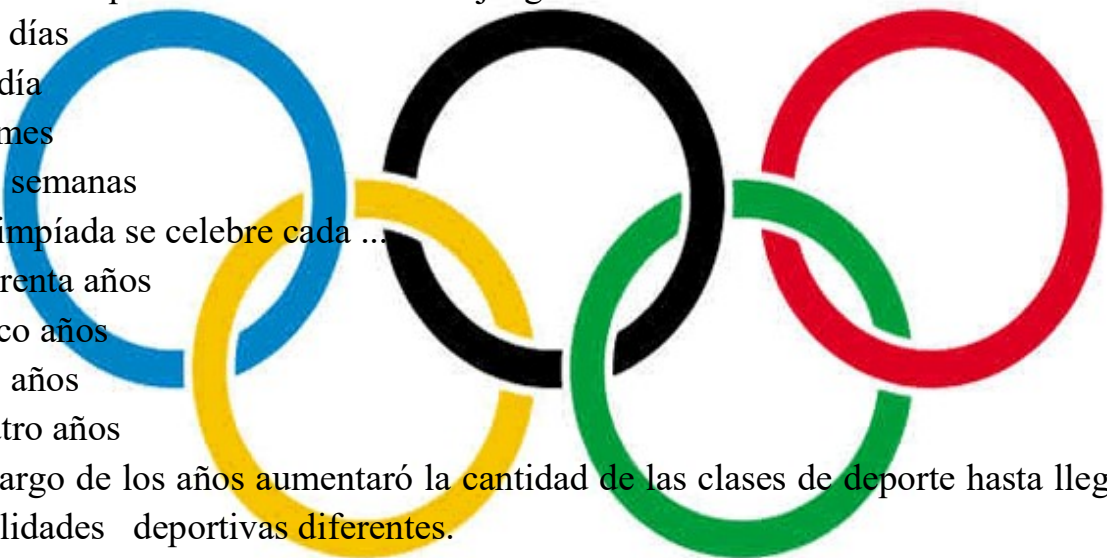 días
día
mes
semanas
impíada se celebre cada ...
renta años
co años
años
tro años
argo de los años aumentaró la cantidad de las clases de deporte hasta lleg
lidades deportivas diferentes.